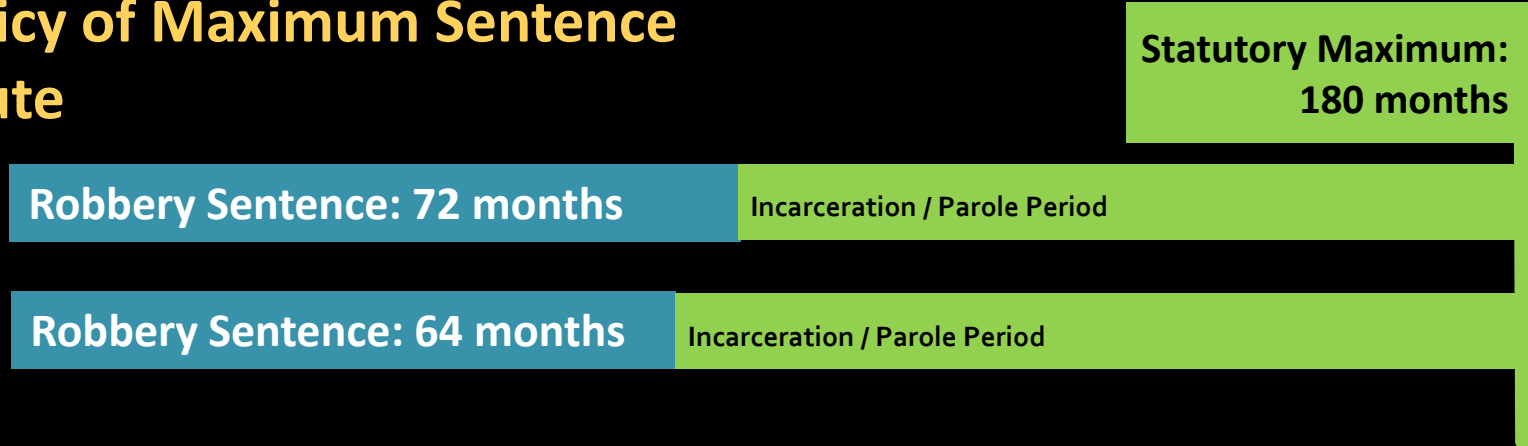 icy of Maximum Sentence
ute
Statutory Maximum:
180 months
Robbery Sentence: 72 months
Incarceration / Parole Period
Robbery Sentence: 64 months
Incarceration / Parole Period